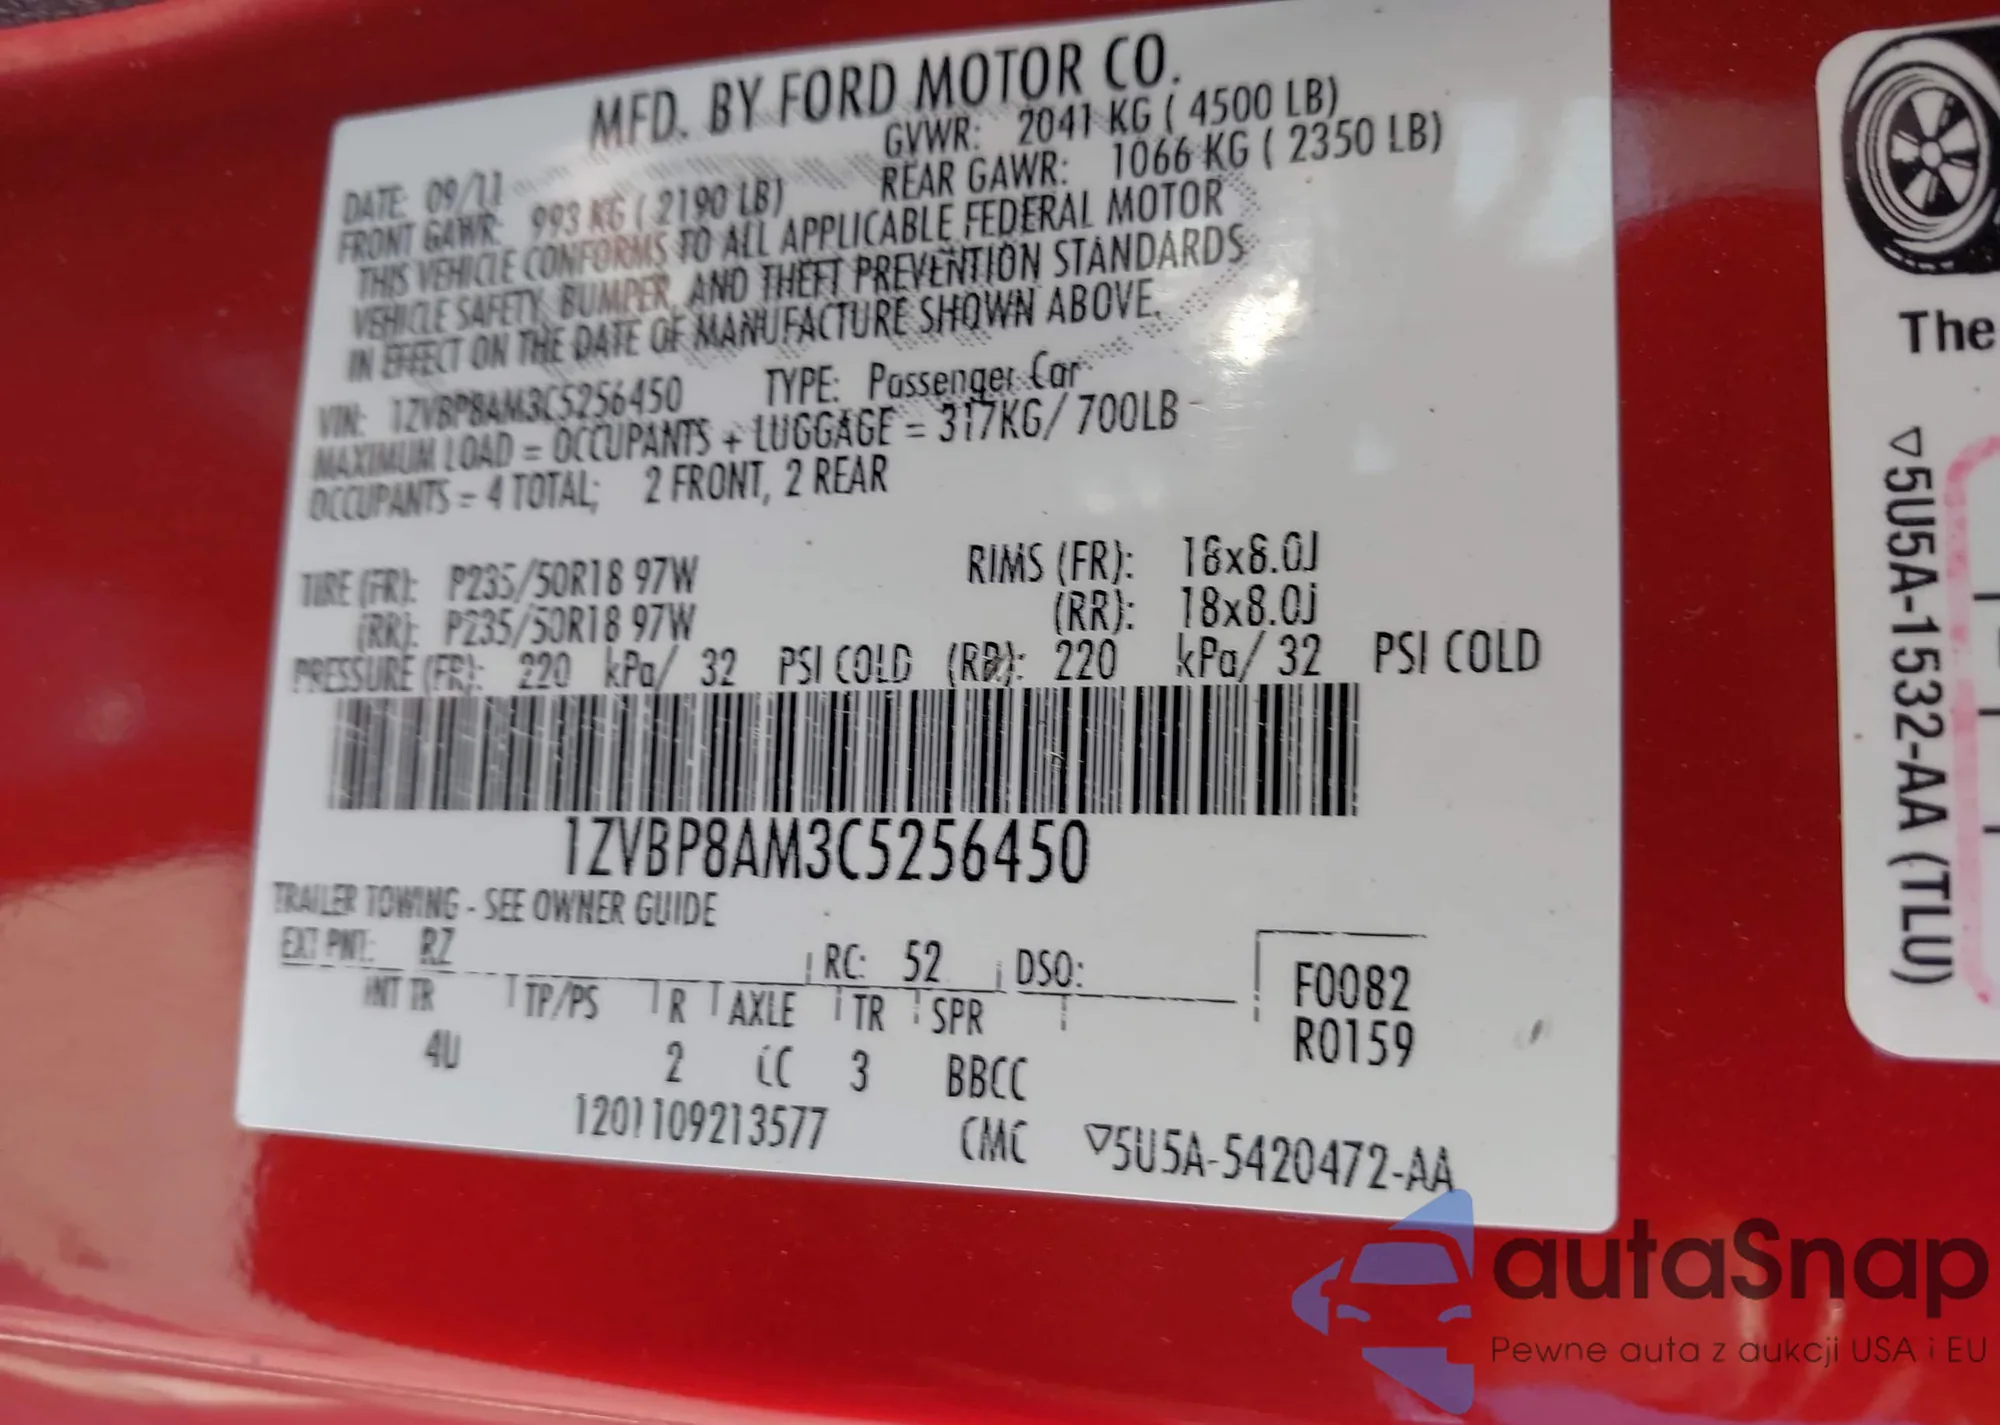 MFD. BY FORD MOTOR CO.
DATE: 09/11 GVWR: 2041 KG ( 4500 LB)
FRONT GAWR: 993 KG ( 2190 LB) REAR GAWR: 1066 KG ( 2350 LB)
THIS VEHICLE CONFORMS TO ALL APPLICABLE FEDERAL MOTOR
VEHICLE SAFETY, BUMPER, AND THEFT PREVENTION STANDARDS
IN EFFECT ON THE DATE OF MANUFACTURE SHOWN ABOVE.
VIN: 1ZVBP8AM3C5256450 TYPE: Passenger Car
MAXIMUM LOAD = OCCUPANTS + LUGGAGE = 317KG/ 700LB
OCCUPANTS = 4 TOTAL; 2 FRONT, 2 REAR
TIRE (FR): P235/50R18 97W RIMS (FR): 18x8.0J
(RR): P235/50R18 97W (RR): 18x8.0J
PRESSURE (FR): 220 kPa/ 32 PSI COLD (RR): 220 kPa/ 32 PSI COLD
1ZVBP8AM3C5256450
TRAILER TOWING - SEE OWNER GUIDE
EXT PNT: RZ RC: 52 DSO:
INT TR TP/PS R AXLE TR SPR
4U 2 LC 3 BBCC
F0082
R0159
1201109213577 CMC ▽5U5A-5420472-AA
The
▽5U5A-1532-AA (TLU)
autaSnap
Pewne auta z aukcji USA i EU